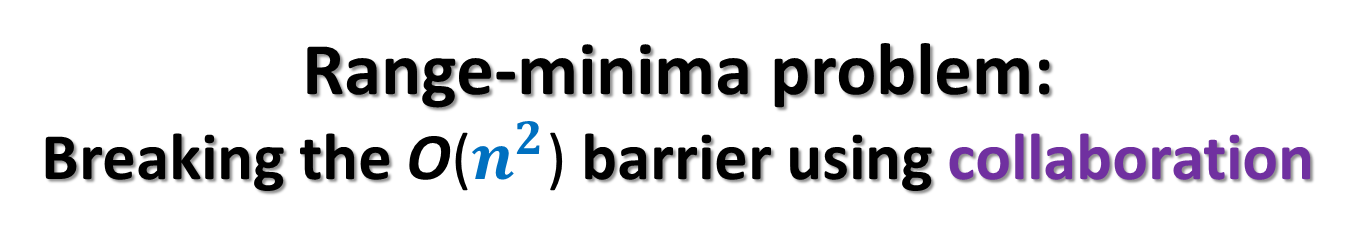 Range-minima problem:
Breaking the O(n²) barrier using collaboration